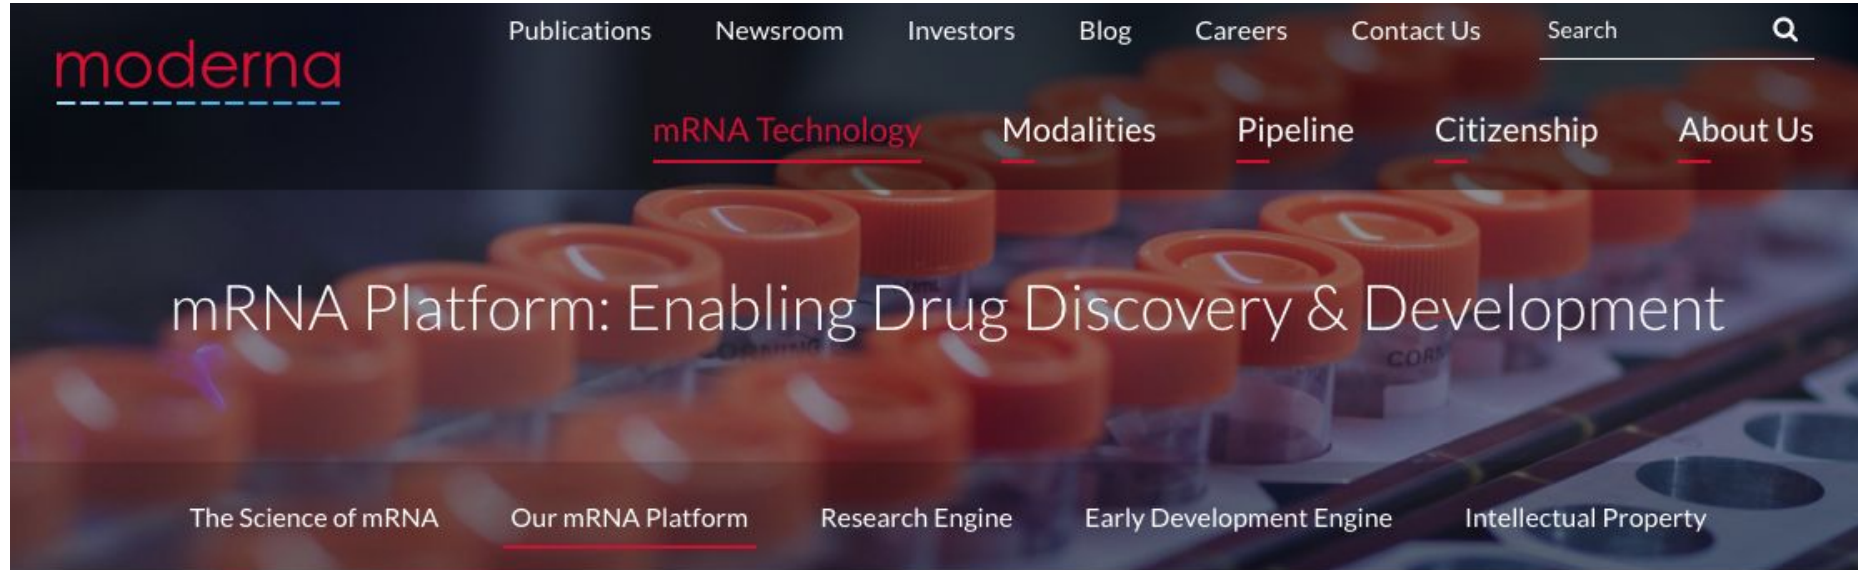 moderna
Publications Newsroom Investors Blog Careers Contact Us Search
mRNA Technology Modalities Pipeline Citizenship About Us
mRNA Platform: Enabling Drug Discovery & Development
CORNING
The Science of mRNA Our mRNA Platform Research Engine Early Development Engine Intellectual Property